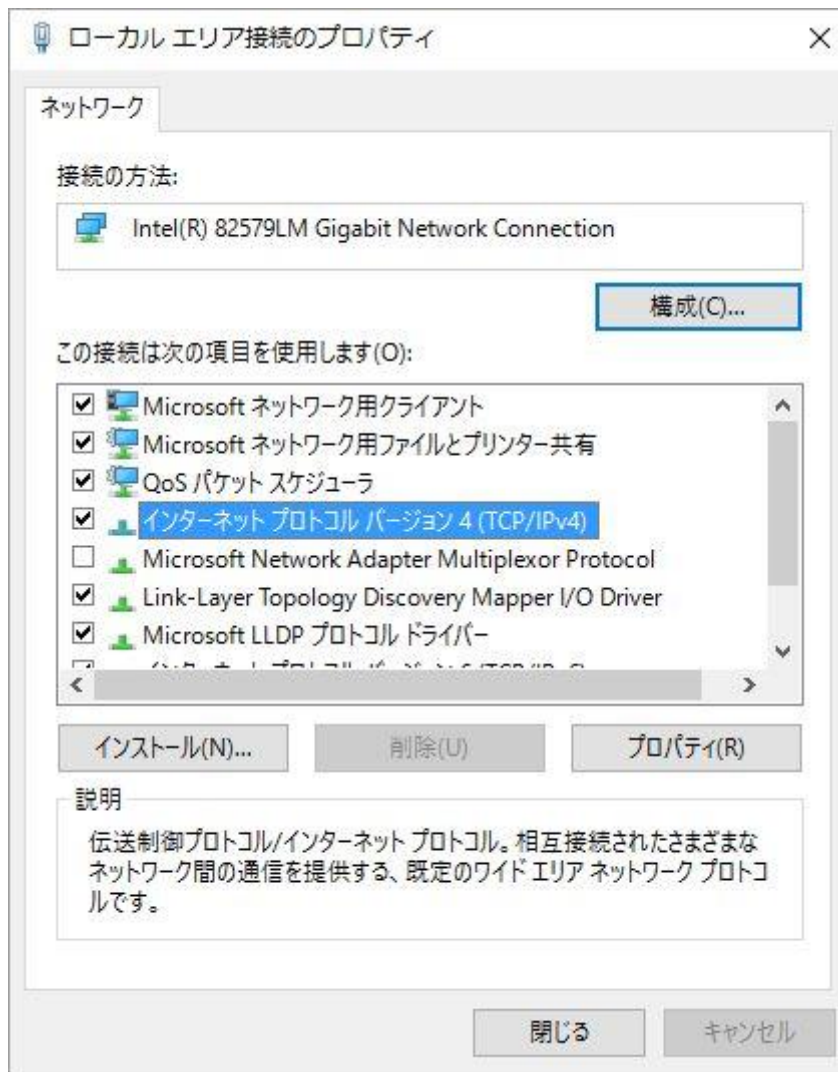 ローカル エリア接続のプロパティ
ネットワーク
接続の方法:
Intel(R) 82579LM Gigabit Network Connection
構成(C)...
この接続は次の項目を使用します(O):
Microsoft ネットワーク用クライアント
Microsoft ネットワーク用ファイルとプリンター共有
QoS パケット スケジューラ
インターネット プロトコル バージョン 4 (TCP/IPv4)
Microsoft Network Adapter Multiplexor Protocol
Link-Layer Topology Discovery Mapper I/O Driver
Microsoft LLDP プロトコル ドライバー
インストール(N)...
削除(U)
プロパティ(R)
説明
伝送制御プロトコル/インターネット プロトコル。相互接続されたさまざまな
ネットワーク間の通信を提供する、既定のワイド エリア ネットワーク プロトコ
ルです。
閉じる
キャンセル